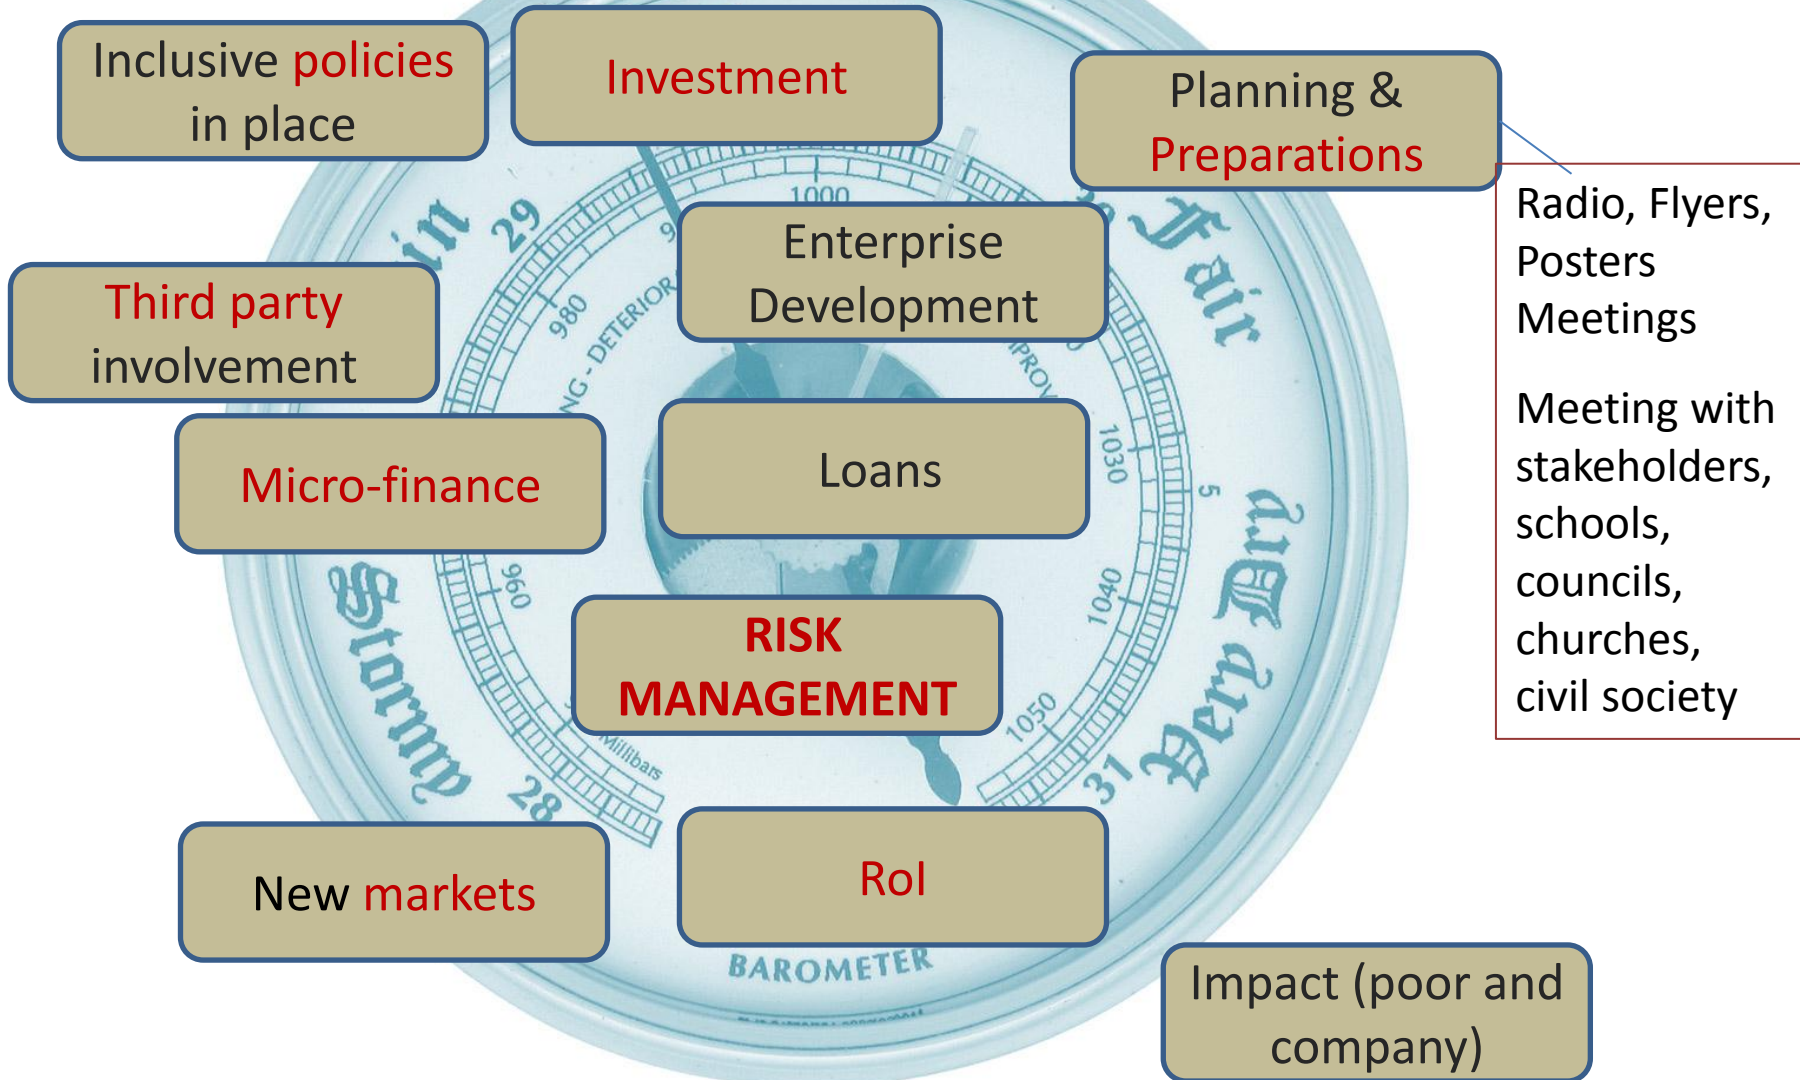 Inclusive policies
in place
Investment
Planning &
Preparations
Radio, Flyers,
Posters
Meetings
Meeting with
stakeholders,
schools,
councils,
churches,
civil society
Third party
involvement
Enterprise
Development
Micro-finance
Loans
RISK
MANAGEMENT
New markets
RoI
Impact (poor and
company)
29
Fair
1000
980
1030
5
960
1040
Stormy
Very Dry
1050
Millibars
28
31
BAROMETER